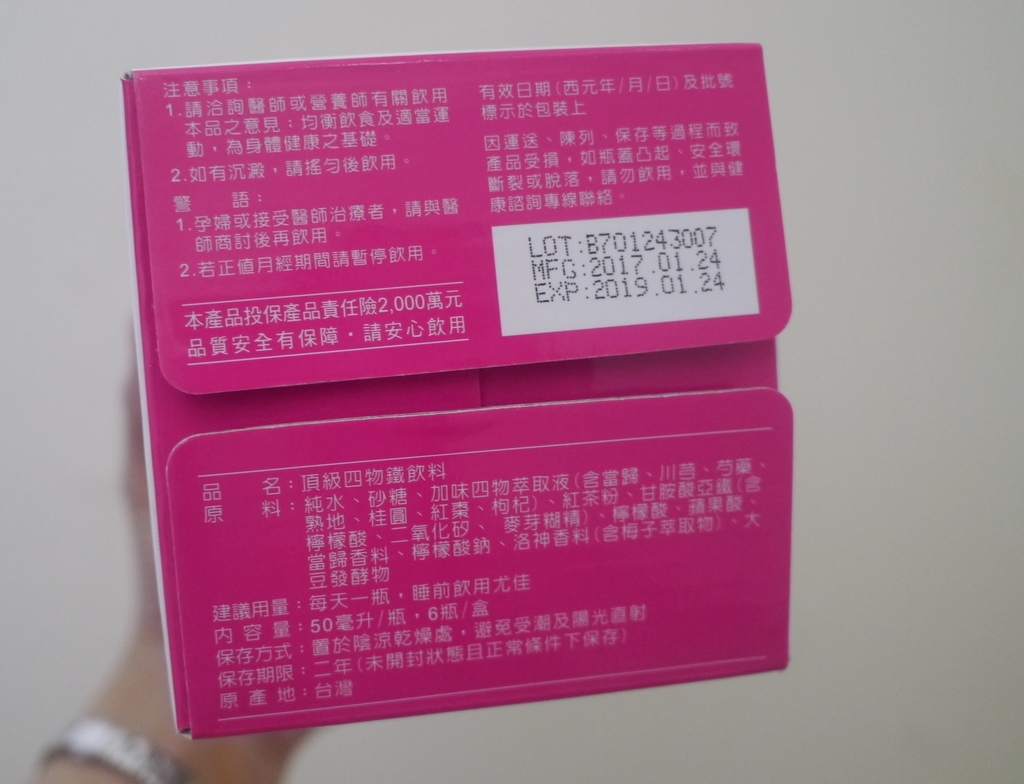 注意事項：
1.請洽詢醫師或營養師有關飲用
本品之意見；均衡飲食及適當運
動，為身體健康之基礎。
2.如有沉澱，請搖勻後飲用。
警 語：
1.孕婦或接受醫師治療者，請與醫
師商討後再飲用。
2.若正值月經期間請暫停飲用。
本產品投保產品責任險2,000萬元
品質安全有保障・請安心飲用
有效日期(西元年/月/日)及批號
標示於包裝上
因運送、陳列、保存等過程而致
產品受損，如瓶蓋凸起、安全環
斷裂或脫落，請勿飲用，並與健
康諮詢專線聯絡。
LOT:B701243007
MFG:2017.01.24
EXP:2019.01.24
品 名：頂級四物鐵飲料
原 料：純水、砂糖、加味四物萃取液(含當歸、川芎、芍藥、
熟地、桂圓、紅棗、枸杞)、紅茶粉、甘胺酸亞鐵(含
檸檬酸、二氧化矽、麥芽糊精)、檸檬酸、蘋果酸、
當歸香料、檸檬酸鈉、洛神香料(含梅子萃取物)、大
豆發酵物
建議用量：每天一瓶，睡前飲用尤佳
內容量：50毫升/瓶，6瓶/盒
保存方式：置於陰涼乾燥處，避免受潮及陽光直射
保存期限：二年(未開封狀態且正常條件下保存)
原產地：台灣